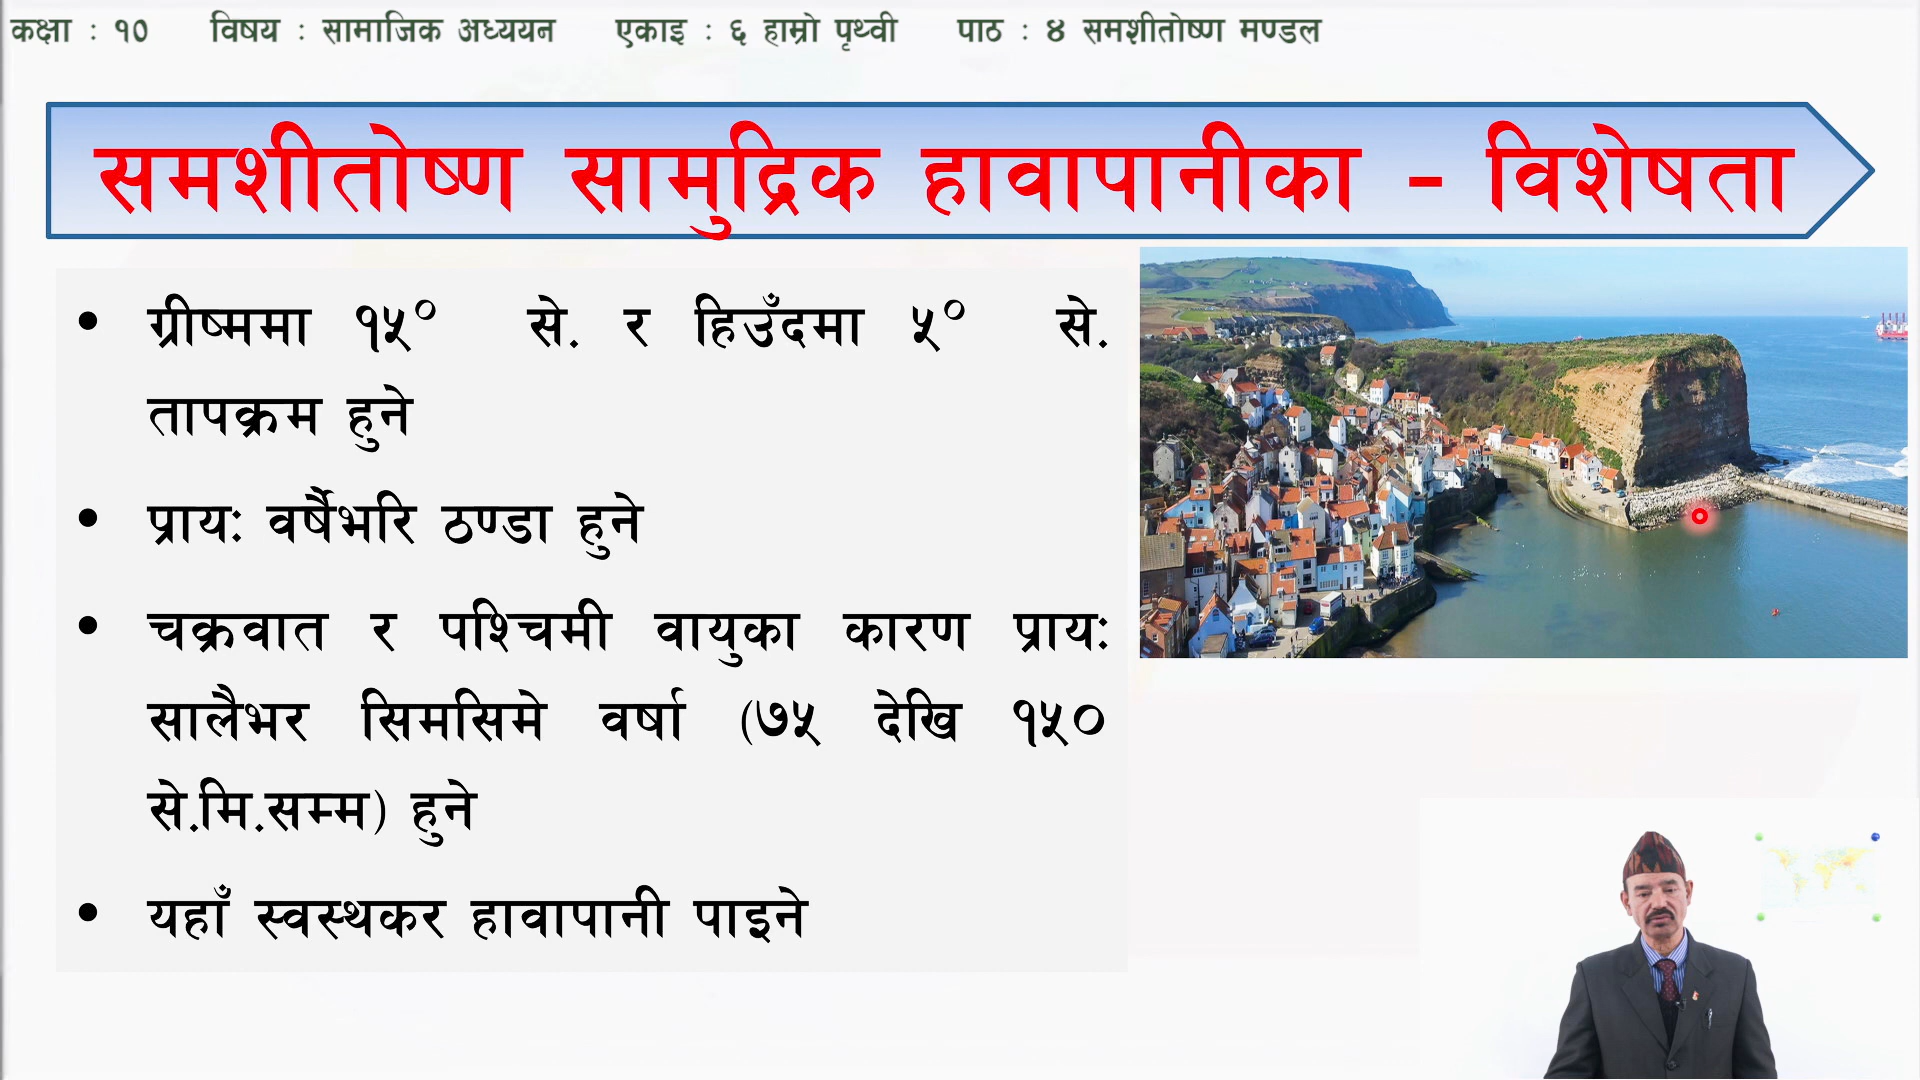 कक्षा : १० विषय : सामाजिक अध्ययन एकाइ : ६ हाम्रो पृथ्वी पाठ : ४ समशीतोष्ण मण्डल
समशीतोष्ण सामुद्रिक हावापानीका - विशेषता
• ग्रीष्ममा १५° से. र हिउँदमा ५° से.
तापक्रम हुने
• प्रायः वर्षैभरि ठण्डा हुने
• चक्रवात र पश्चिमी वायुका कारण प्रायः
सालैभर सिमसिमे वर्षा (७५ देखि १५०
से.मि.सम्म) हुने
• यहाँ स्वस्थकर हावापानी पाइने